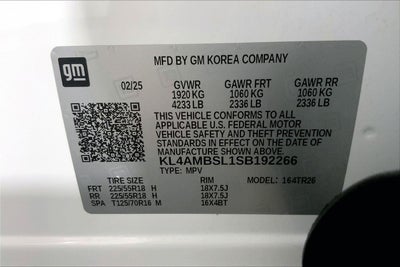 gm
MFD BY GM KOREA COMPANY
02/25 GVWR GAWR FRT GAWR RR
1920 KG 1060 KG 1060 KG
4233 LB 2336 LB 2336 LB
THIS VEHICLE CONFORMS TO ALL
APPLICABLE U.S. FEDERAL MOTOR
VEHICLE SAFETY AND THEFT PREVENTION
STANDARDS IN EFFECT ON THE DATE OF
MANUFACTURE SHOWN ABOVE.
KL4AMBSL1SB192266
TYPE: MPV MODEL: 164TR26
TIRE SIZE RIM
FRT 225/55R18 H 18X7.5J
RR 225/55R18 H 18X7.5J
SPA T125/70R16 M 16X4BT